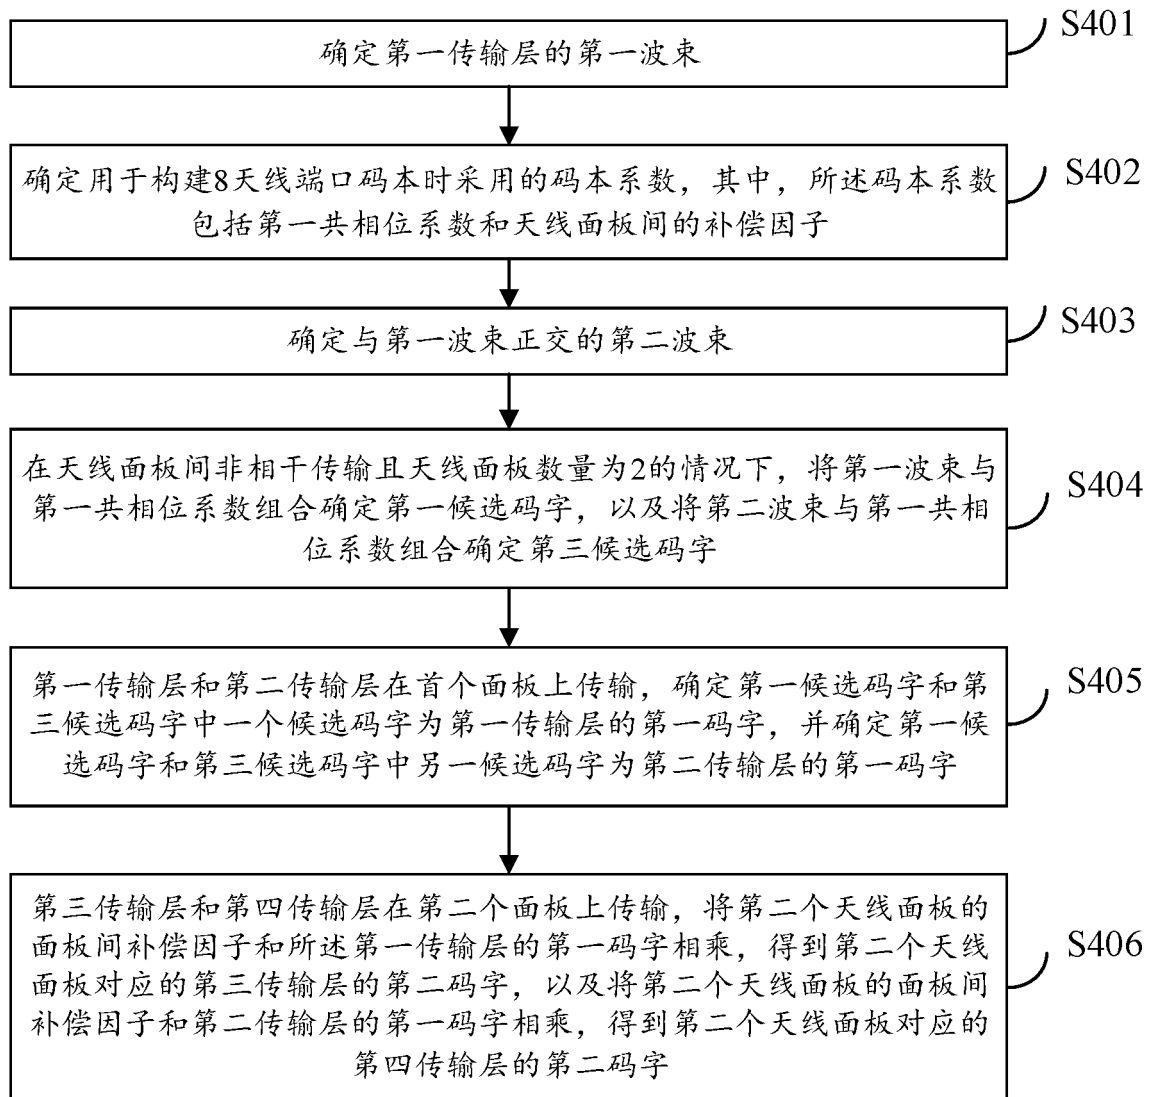 确定第一传输层的第一波束
S401
确定用于构建8天线端口码本时采用的码本系数，其中，所述码本系数
包括第一共相位系数和天线面板间的补偿因子
S402
确定与第一波束正交的第二波束
S403
在天线面板间非相干传输且天线面板数量为2的情况下，将第一波束与
第一共相位系数组合确定第一候选码字，以及将第二波束与第一共相
位系数组合确定第三候选码字
S404
第一传输层和第二传输层在首个面板上传输，确定第一候选码字和第
三候选码字中一个候选码字为第一传输层的第一码字，并确定第一候
选码字和第三候选码字中另一候选码字为第二传输层的第一码字
S405
第三传输层和第四传输层在第二个面板上传输，将第二个天线面板的
面板间补偿因子和所述第一传输层的第一码字相乘，得到第二个天线
面板对应的第三传输层的第二码字，以及将第二个天线面板的面板间
补偿因子和第二传输层的第一码字相乘，得到第二个天线面板对应的
第四传输层的第二码字
S406